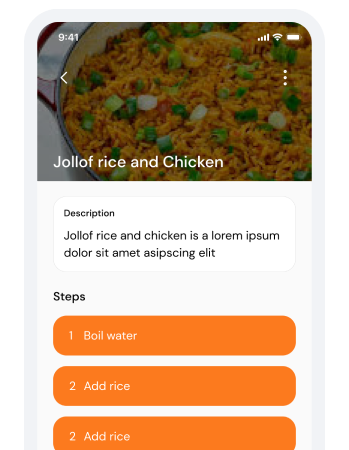 9:41
Jollof rice and Chicken
Description
Jollof rice and chicken is a lorem ipsum
dolor sit amet asipscing elit
Steps
1 Boil water
2 Add rice
2 Add rice